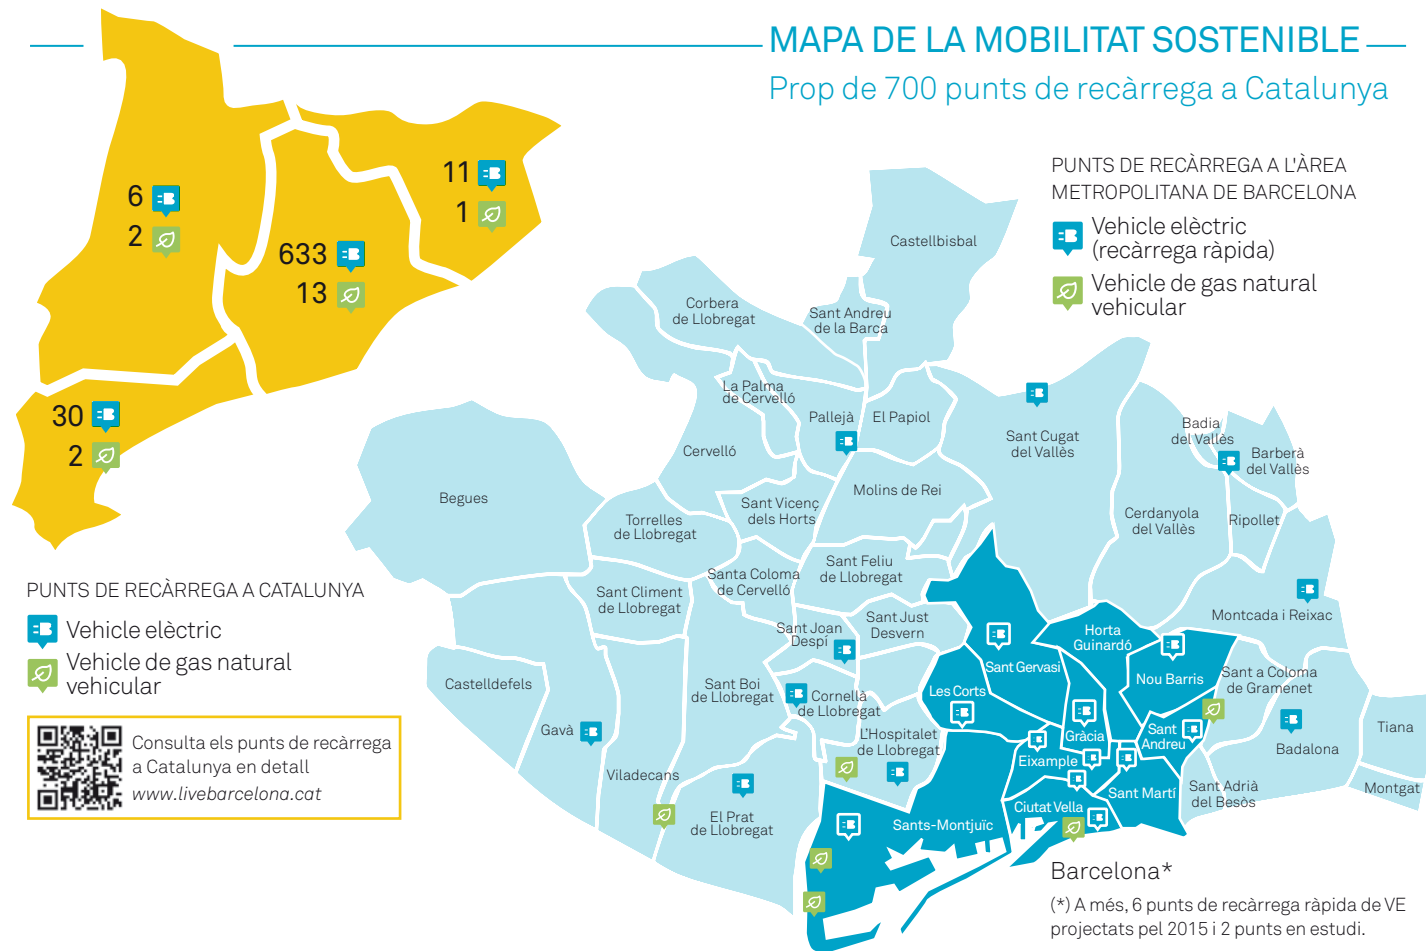 MAPA DE LA MOBILITAT SOSTENIBLE
Prop de 700 punts de recàrrega a Catalunya
6
2
11
1
633
13
30
2
PUNTS DE RECÀRREGA A CATALUNYA
Vehicle elèctric
Vehicle de gas natural
vehicular
Consulta els punts de recàrrega
a Catalunya en detall
www.livebarcelona.cat
PUNTS DE RECÀRREGA A L'ÀREA
METROPOLITANA DE BARCELONA
Vehicle elèctric
(recàrrega ràpida)
Vehicle de gas natural
vehicular
Castellbisbal
Corbera
de Llobregat
Sant Andreu
de la Barca
La Palma
de Cervelló
Pallejà
El Papiol
Sant Cugat
del Vallès
Badia
del Vallès
Barberà
del Vallès
Cervelló
Begues
Molins de Rei
Sant Vicenç
dels Horts
Cerdanyola
del Vallès
Ripollet
Torrelles
de Llobregat
Sant Feliu
de Llobregat
Santa Coloma
de Cervelló
Sant Climent
de Llobregat
Montcada i Reixac
Sant Just
Desvern
Sant Joan
Despí
Horta
Guinardó
Sant Gervasi
Nou Barris
Sant a Coloma
de Gramenet
Castelldefels
Sant Boi
de Llobregat
Cornellà
de Llobregat
Les Corts
Gavà
L'Hospitalet
de Llobregat
Gràcia
Sant
Andreu
Badalona
Tiana
Viladecans
Eixample
Sant Martí
Sant Adrià
del Besòs
Montgat
El Prat
de Llobregat
Sants-Montjuïc
Ciutat Vella
Barcelona*
(*) A més, 6 punts de recàrrega ràpida de VE
projectats pel 2015 i 2 punts en estudi.